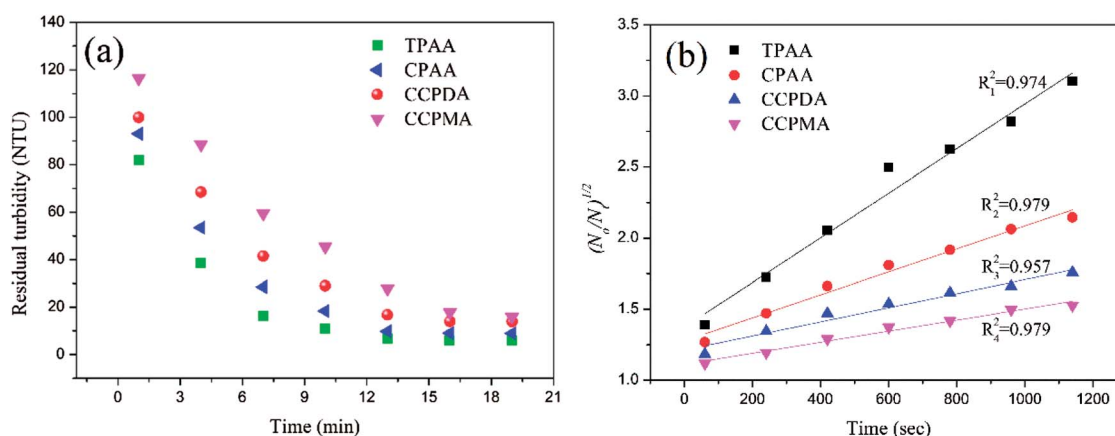 (a)
TPAA
CPAA
CCPDA
CCPMA
140
120
100
80
60
40
20
0
Residual turbidity (NTU)
0 3 6 9 12 15 18 21
Time (min)
(b)
TPAA
CPAA
CCPDA
CCPMA
R₁²=0.974
R₂²=0.979
R₃²=0.957
R₄²=0.979
3.5
3.0
2.5
2.0
1.5
1.0
(N₀/N)¹/²
0 200 400 600 800 1000 1200
Time (sec)